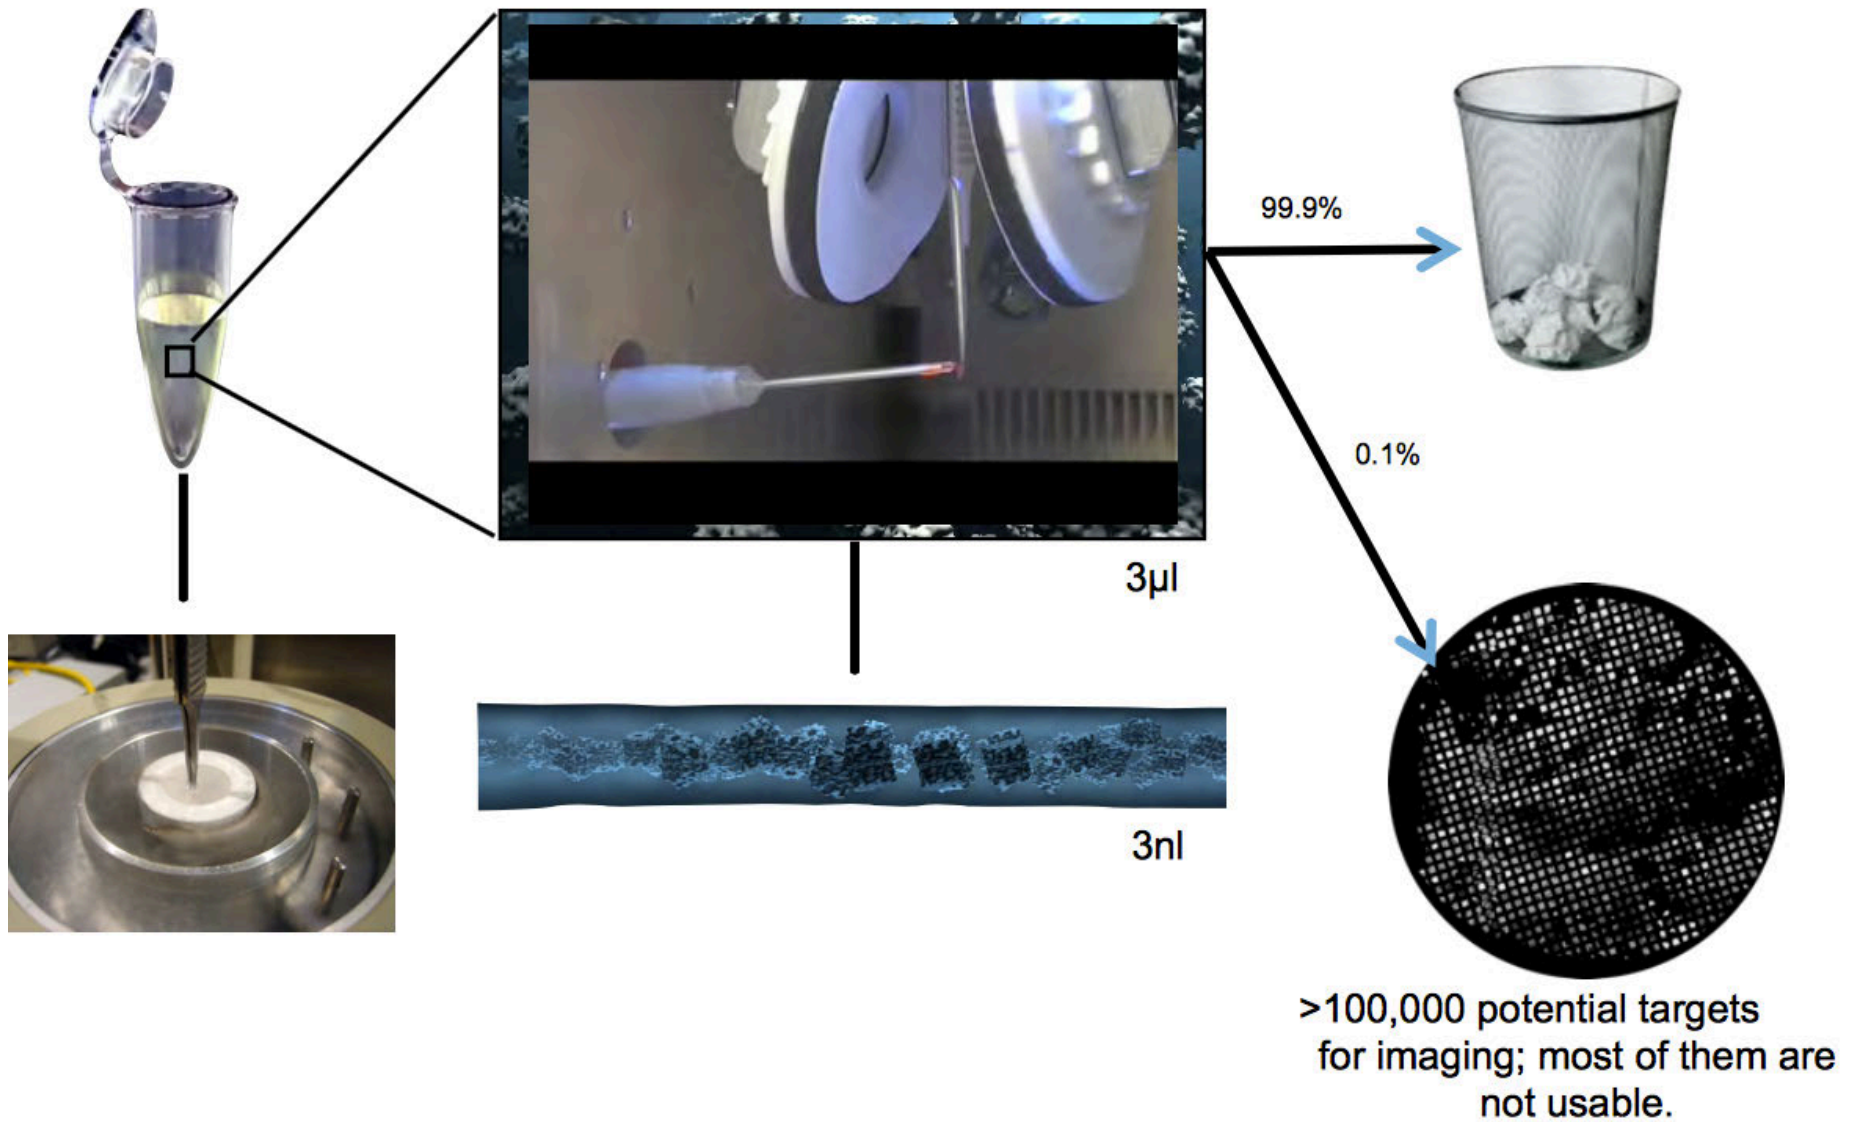 99.9%
0.1%
3µl
3nl
>100,000 potential targets
for imaging; most of them are
not usable.